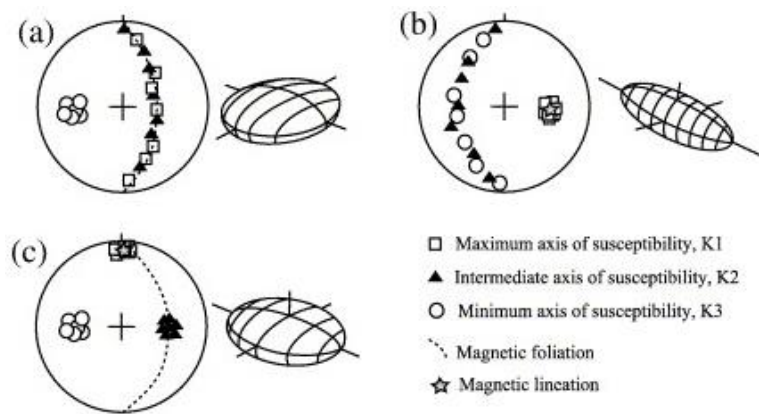 (a)
(b)
(c)
Maximum axis of susceptibility, K1
Intermediate axis of susceptibility, K2
Minimum axis of susceptibility, K3
Magnetic foliation
Magnetic lineation